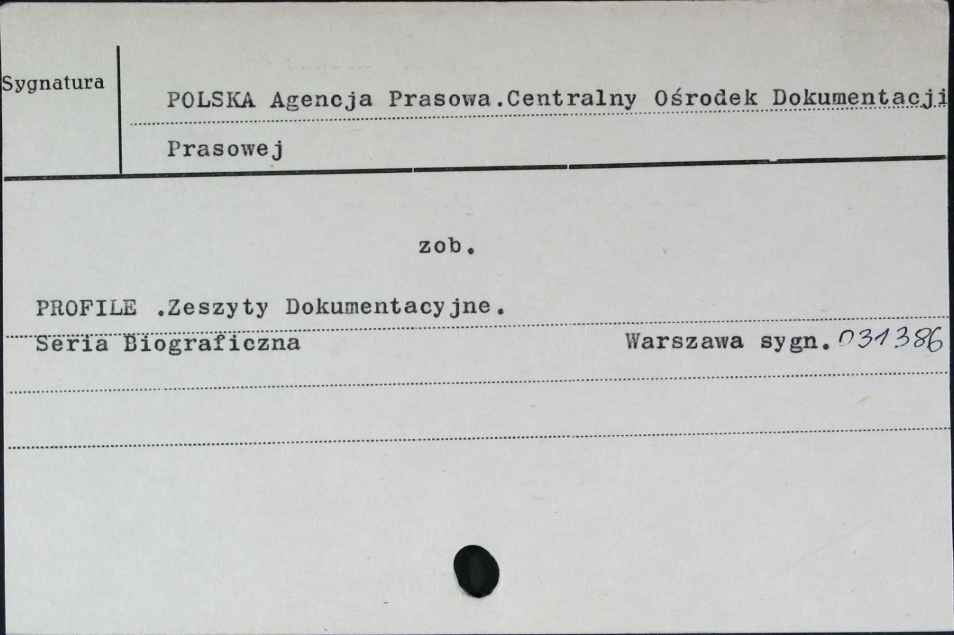 Sygnatura
POLSKA Agencja Prasowa.Centralny Ośrodek Dokumentacji
Prasowej
zob.
PROFILE .Zeszyty Dokumentacyjne.
Seria Biograficzna Warszawa sygn. 031386